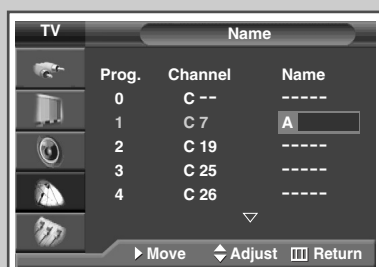 TV Name
Prog. Channel Name
0 C -- -----
1 C 7 A
2 C 19 -----
3 C 25 -----
4 C 26 -----
Move Adjust Return